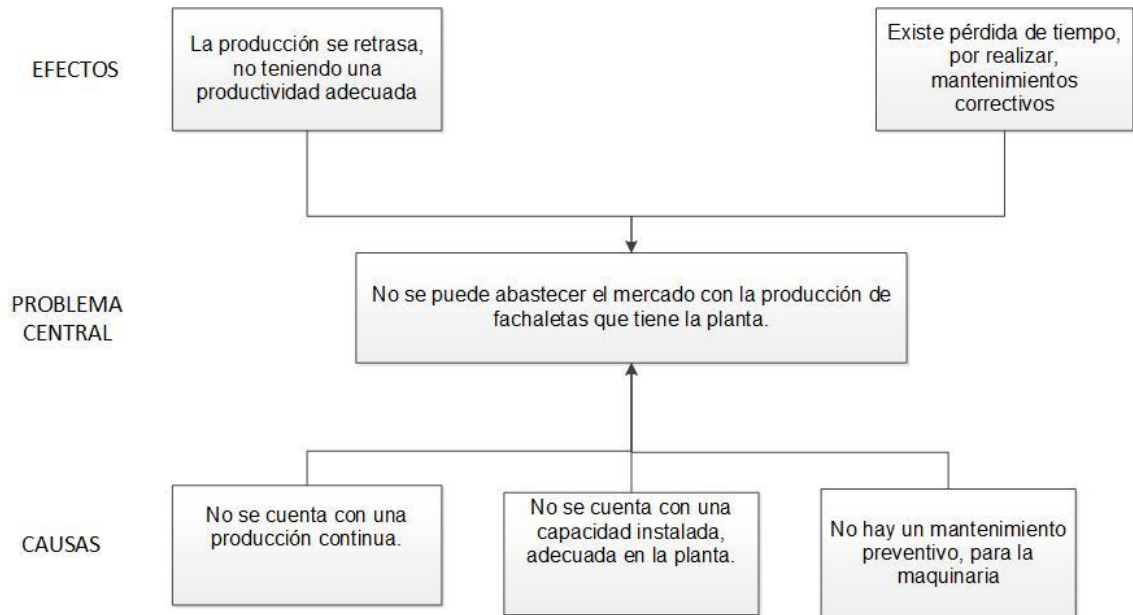 EFECTOS
La producción se retrasa,
no teniendo una
productividad adecuada
Existe pérdida de tiempo,
por realizar,
mantenimientos
correctivos
PROBLEMA
CENTRAL
No se puede abastecer el mercado con la producción de
fachaletas que tiene la planta.
CAUSAS
No se cuenta con una
producción continua.
No se cuenta con una
capacidad instalada,
adecuada en la planta.
No hay un mantenimiento
preventivo, para la
maquinaria